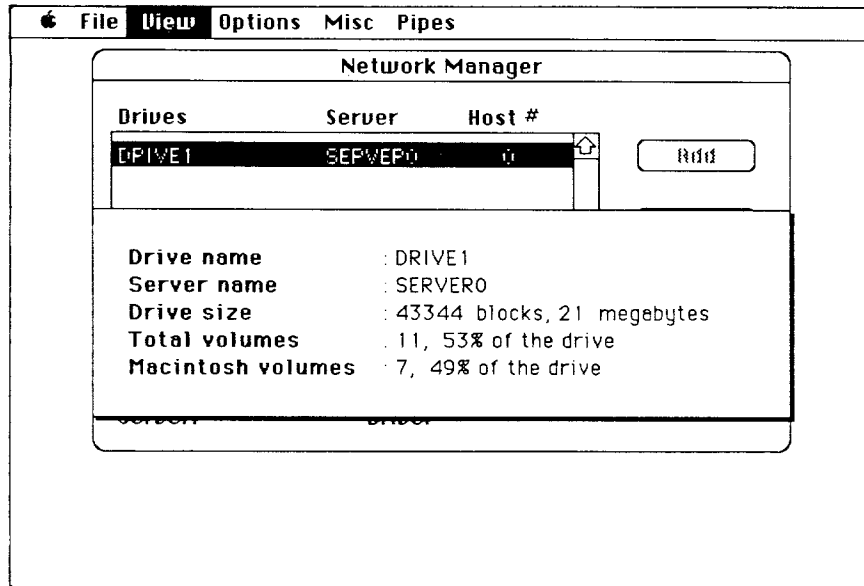 File View Options Misc Pipes
Network Manager
Drives Server Host #
DRIVE1 SERVER0 0
Add
Drive name : DRIVE1
Server name : SERVER0
Drive size : 43344 blocks, 21 megabytes
Total volumes : 11, 53% of the drive
Macintosh volumes : 7, 49% of the drive